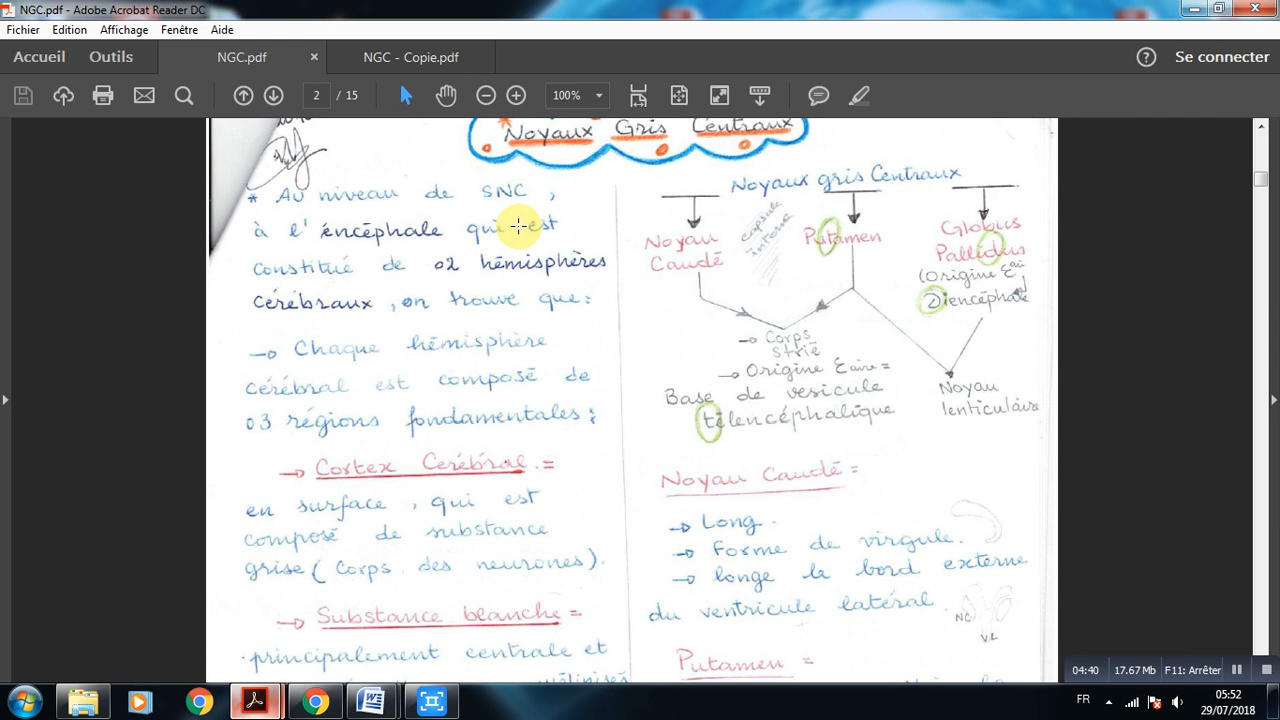 NGC.pdf - Adobe Acrobat Reader DC
Fichier Edition Affichage Fenêtre Aide
Accueil Outils NGC.pdf × NGC - Copie.pdf ? Se connecter
2 / 15 100%
Noyaux Gris Centraux
* Au niveau de SNC,
à l'encéphale qui est
constitué de 02 hémisphères
cérébraux, on trouve que:
→ Chaque hémisphère
cérébral est composé de
03 régions fondamentales:
→ Cortex Cérébral =
en surface, qui est
composé de substance
grise (corps des neurones).
→ Substance blanche =
principalement centrale et
Noyaux gris Centraux
Noyau
Caudé
capsule
interne
Putamen
Globus
Pallidus
(Origine Eaire
Diencéphale
→ Corps
strié
→ Origine Eaire =
Base de vesicule
télencéphalique
Noyau
lenticulaire
Noyau Caudé =
→ Long.
→ Forme de virgule.
→ longe le bord externe
du ventricule latéral.
NC
V.L
Putamen =
04:40 17.67 Mb F11: Arrêter
FR
05:52
29/07/2018